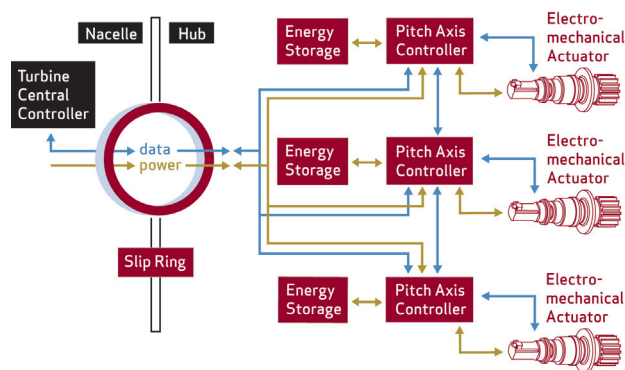 Nacelle
Hub
Turbine
Central
Controller
data
power
Slip Ring
Energy
Storage
Pitch Axis
Controller
Electro-
mechanical
Actuator
Energy
Storage
Pitch Axis
Controller
Electro-
mechanical
Actuator
Energy
Storage
Pitch Axis
Controller
Electro-
mechanical
Actuator